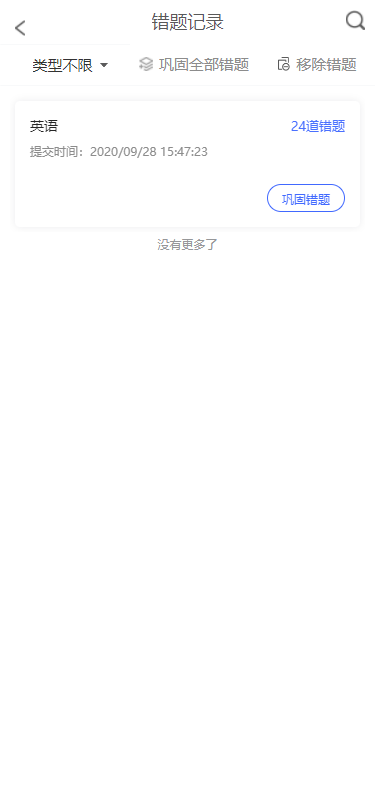 错题记录
类型不限 巩固全部错题 移除错题
英语 24道错题
提交时间：2020/09/28 15:47:23
巩固错题
没有更多了